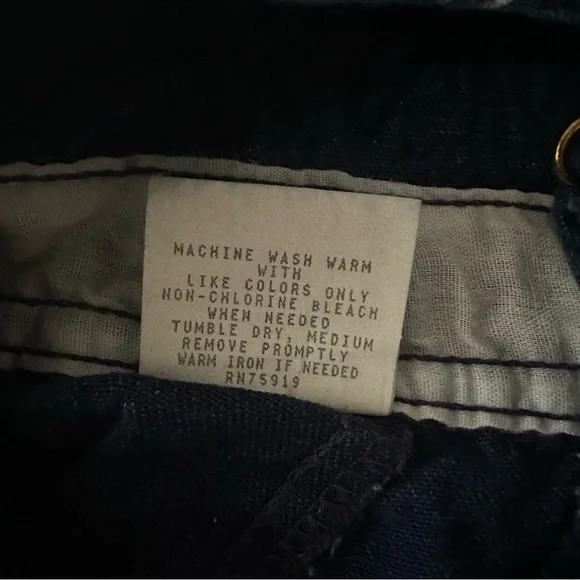 MACHINE WASH WARM
WITH
LIKE COLORS ONLY
NON-CHLORINE BLEACH
WHEN NEEDED
TUMBLE DRY, MEDIUM
REMOVE PROMPTLY
WARM IRON IF NEEDED
RN75919